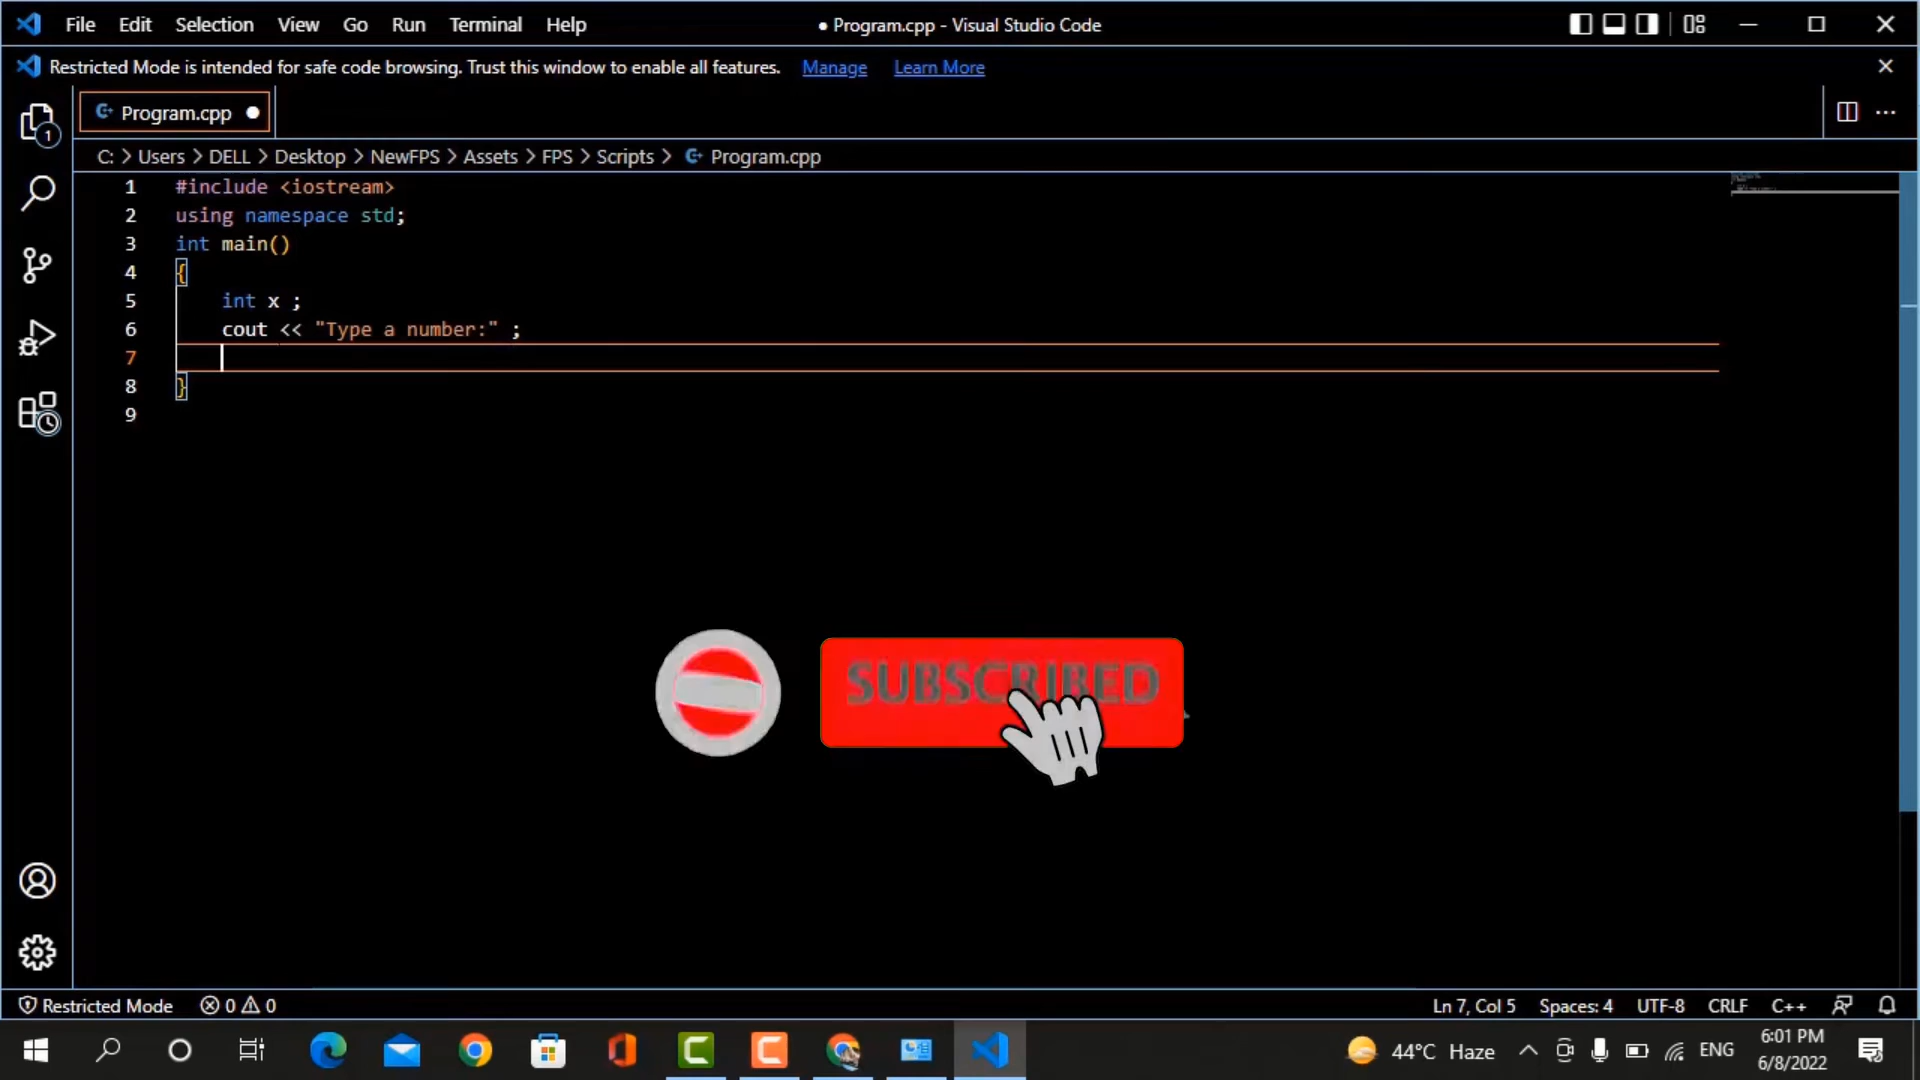 File Edit Selection View Go Run Terminal Help ● Program.cpp - Visual Studio Code
Restricted Mode is intended for safe code browsing. Trust this window to enable all features. Manage Learn More
1
Program.cpp
C: > Users > DELL > Desktop > NewFPS > Assets > FPS > Scripts > Program.cpp
1 #include <iostream>
2 using namespace std;
3 int main()
4 {
5 int x ;
6 cout << "Type a number:" ;
7
8 }
9
SUBSCRIBED
Restricted Mode 0 0 Ln 7, Col 5 Spaces: 4 UTF-8 CRLF C++
44°C Haze ENG 6:01 PM
6/8/2022